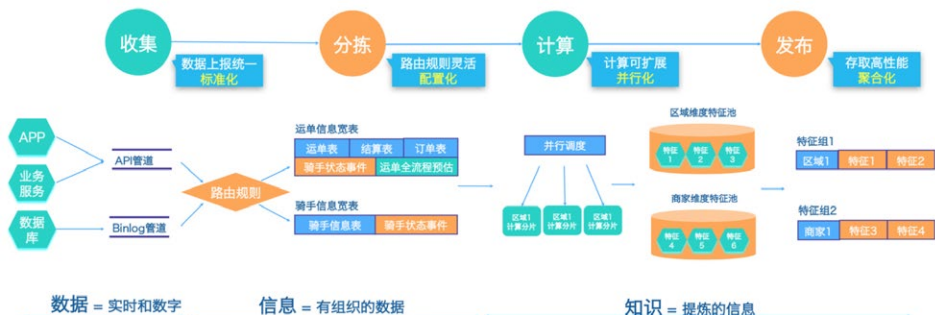 收集
分拣
计算
发布
数据上报统一
标准化
路由规则灵活
配置化
计算可扩展
并行化
存取高性能
聚合化
APP
业务
服务
数据
库
API管道
Binlog管道
路由规则
运单信息宽表
运单表 结算表 订单表
骑手状态事件 运单全流程预估
骑手信息宽表
骑手信息表 骑手状态事件
并行调度
区域1
计算分片
区域1
计算分片
区域1
计算分片
区域维度特征池
特征
1
特征
2
特征
3
商家维度特征池
特征
4
特征
5
特征
6
特征组1
区域1 特征1 特征2
特征组2
商家1 特征3 特征4
数据 = 实时和数字
信息 = 有组织的数据
知识 = 提炼的信息